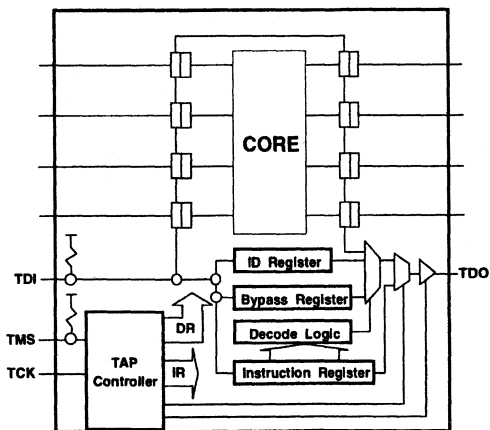 CORE
TDI
ID Register
TDO
Bypass Register
DR
TMS
Decode Logic
TCK
TAP
Controller
IR
Instruction Register